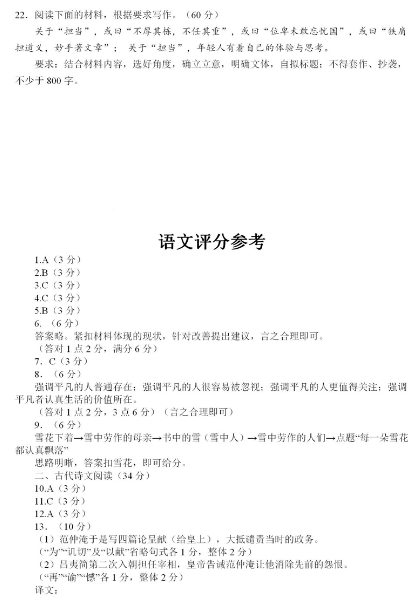 22. 阅读下面的材料，根据要求写作。（60 分）
关于“担当”，或曰“不厚其栋，不任其重”，或曰“位卑未敢忘忧国”，或曰“铁肩
担道义，妙手著文章”； 关于“担当”，年轻人有着自己的体验与思考。
要求：结合材料内容，选好角度，确立立意，明确文体，自拟标题；不得套作、抄袭，
不少于 800 字。
语文评分参考
1.A（3 分）
2.B（3 分）
3.C（3 分）
4.C（3 分）
5.B（3 分）
6.（6 分）
答案略。紧扣材料体现的现状，针对改善提出建议，言之合理即可。
（答对 1 点 2 分，满分 6 分）
7. C（3 分）
8.（6 分）
强调平凡的人普通存在；强调平凡的人很容易被忽视；强调平凡的人更值得关注；强调
平凡者认真生活的价值所在。
（答对 1 点 2 分，3 点 6 分）（言之合理即可）
9.（6 分）
雪花下着→雪中劳作的母亲→书中的雪（雪中人）→雪中劳作的人们→点题“每一朵雪花
都认真飘落”
思路明晰，答案扣雪花，即可给分。
二、古代诗文阅读（34 分）
10.A（3 分）
11.C（3 分）
12.A（3 分）
13.（10 分）
（1）范仲淹于是写四篇论呈献（给皇上），大抵谴责当时的政务。
（“为”“讥切”及“以献”省略句式各 1 分，整体 2 分）
（2）吕夷简第二次入朝担任宰相，皇帝告诫范仲淹让他消除先前的怨恨。
（“再”“谕”“憾”各 1 分，整体 2 分）
译文：